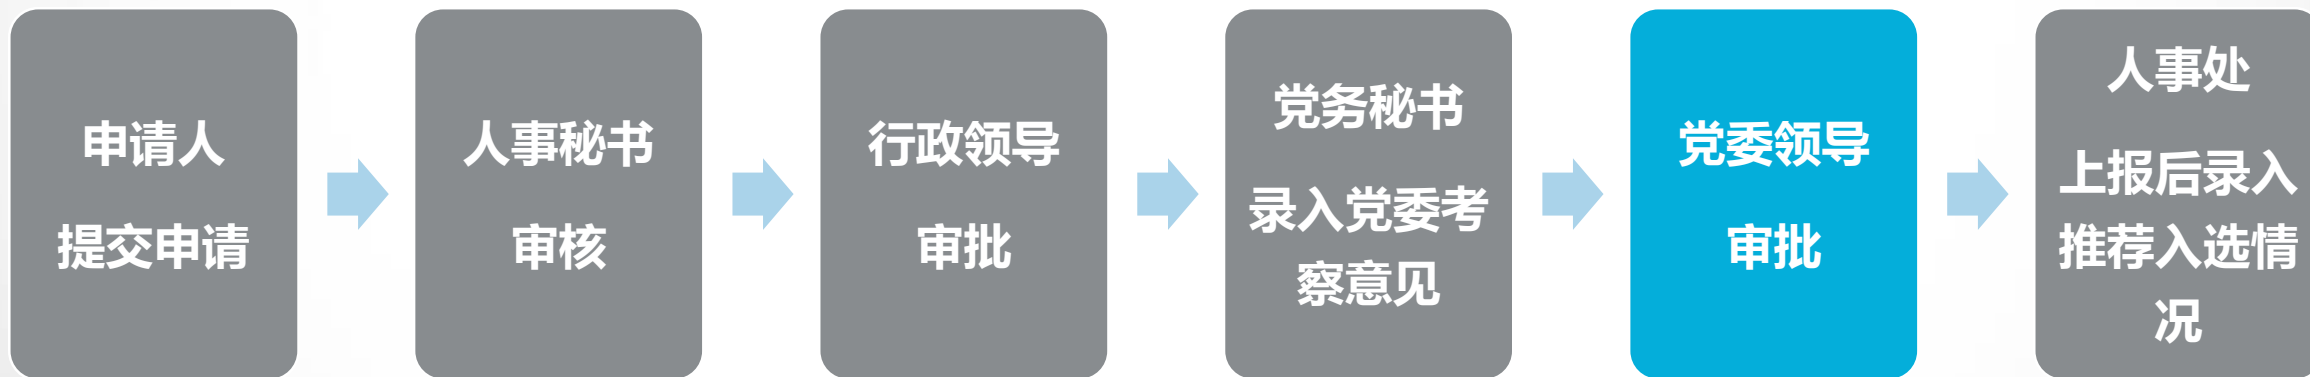 申请人
提交申请
人事秘书
审核
行政领导
审批
党务秘书
录入党委考
察意见
党委领导
审批
人事处
上报后录入
推荐入选情
况